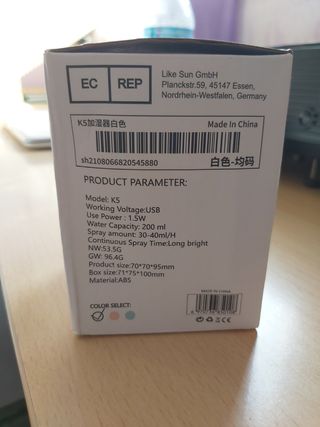 EC REP
Like Sun GmbH
Planckstr.59, 45147 Essen,
Nordrhein-Westfalen, Germany
K5加湿器白色 Made In China
sh2108066820545880 白色-均码
PRODUCT PARAMETER:
Model: K5
Working Voltage:USB
Use Power : 1.5W
Water Capacity: 200 ml
Spray amount: 30-40ml/H
Continuous Spray Time:Long bright
NW:53.5G
GW: 96.4G
Product size:70*70*95mm
Box size:71*75*100mm
Material:ABS
COLOR SELECT:
MADE IN CHINA